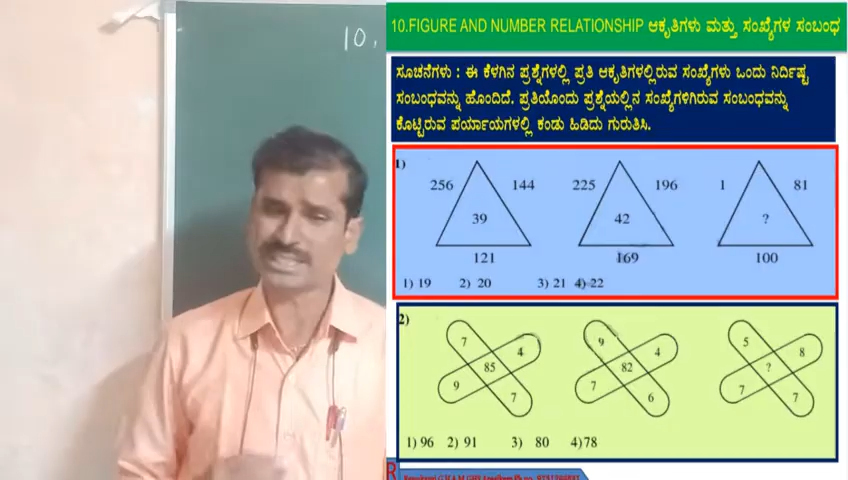 10.
10.FIGURE AND NUMBER RELATIONSHIP ಆಕೃತಿಗಳು ಮತ್ತು ಸಂಖ್ಯೆಗಳ ಸಂಬಂಧ
ಸೂಚನೆಗಳು : ಈ ಕೆಳಗಿನ ಪ್ರಶ್ನೆಗಳಲ್ಲಿ ಪ್ರತಿ ಆಕೃತಿಗಳಲ್ಲಿರುವ ಸಂಖ್ಯೆಗಳು ಒಂದು ನಿರ್ದಿಷ್ಟ
ಸಂಬಂಧವನ್ನು ಹೊಂದಿದೆ. ಪ್ರತಿಯೊಂದು ಪ್ರಶ್ನೆಯಲ್ಲಿನ ಸಂಖ್ಯೆಗಳಿಗಿರುವ ಸಂಬಂಧವನ್ನು
ಕೊಟ್ಟಿರುವ ಪರ್ಯಾಯಗಳಲ್ಲಿ ಕಂಡು ಹಿಡಿದು ಗುರುತಿಸಿ.
1)
256 144 225 196 1 81
39 42 ?
121 169 100
1) 19 2) 20 3) 21 4) 22
2)
7 4 9 4 5 8
85 82 ?
9 7 7 6 7 7
1) 96 2) 91 3) 80 4)78
R